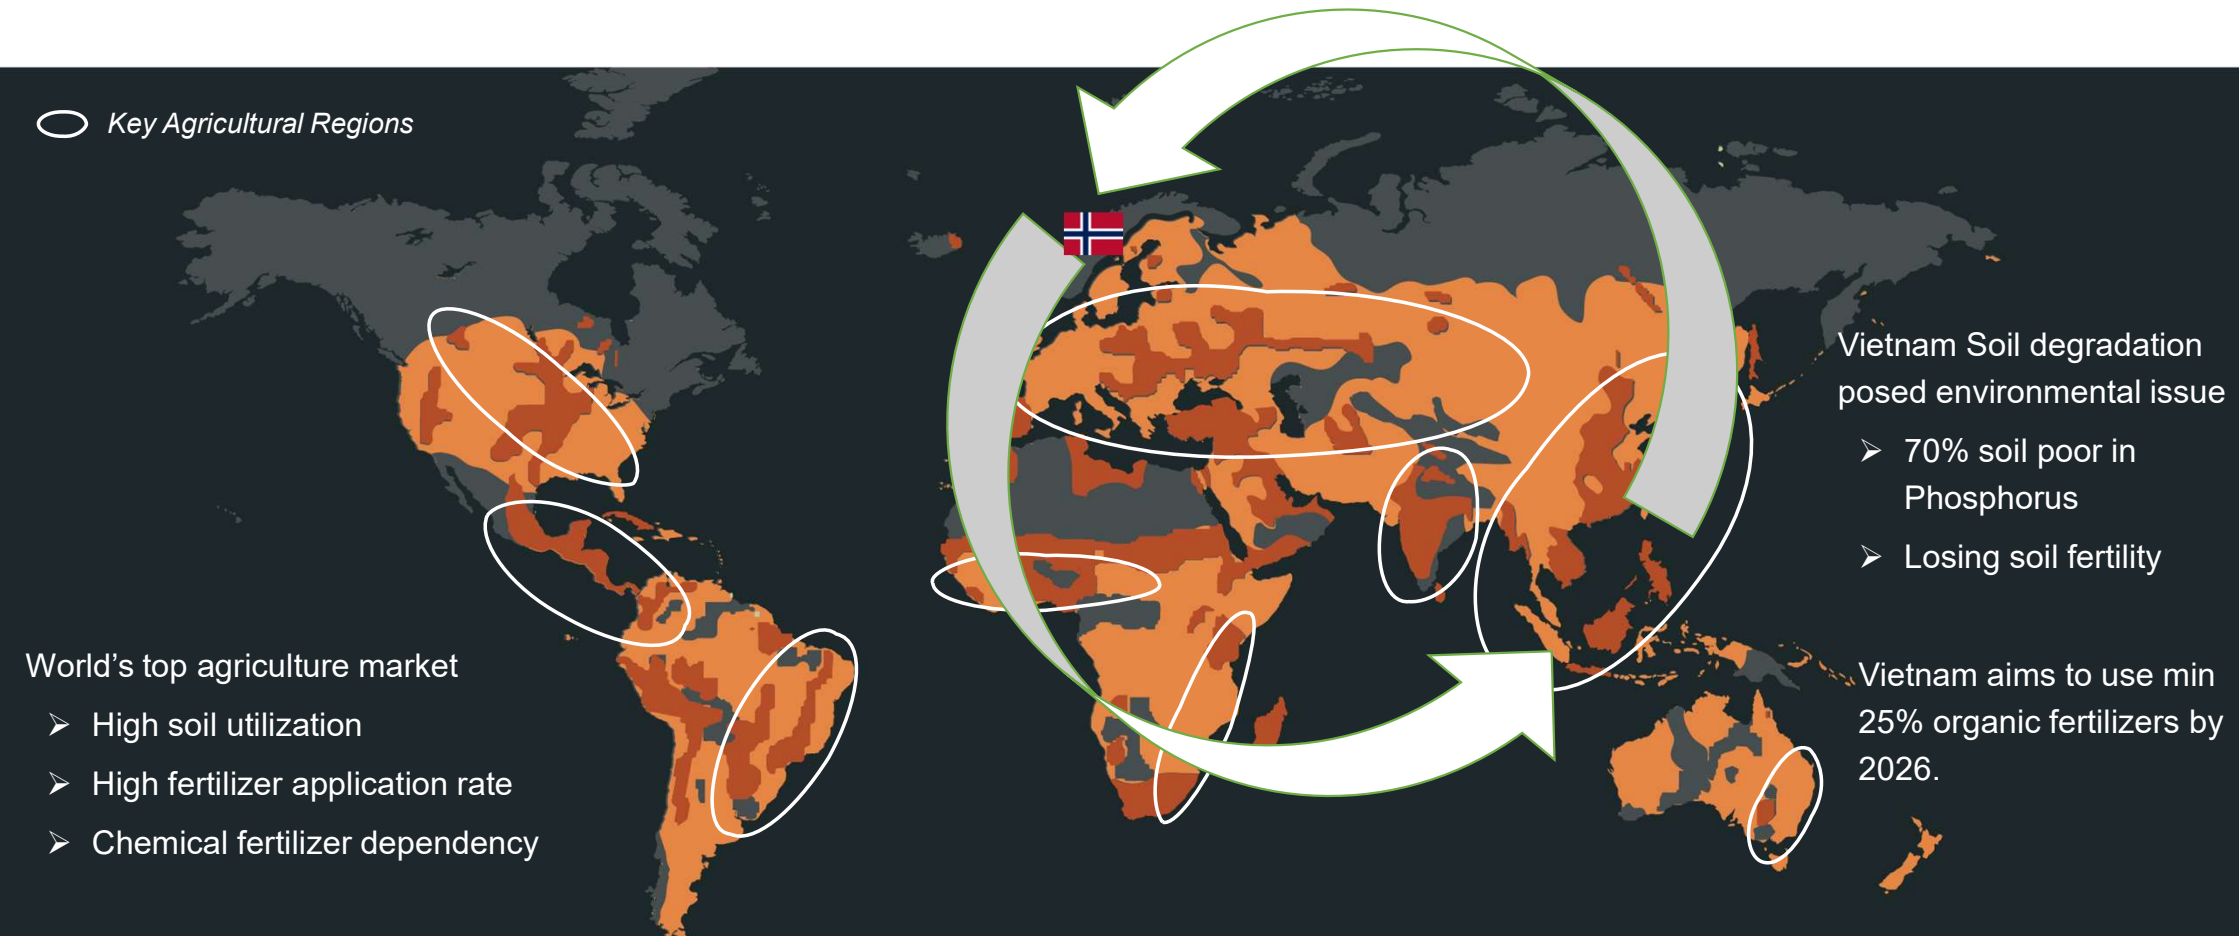 Key Agricultural Regions
World’s top agriculture market
➢ High soil utilization
➢ High fertilizer application rate
➢ Chemical fertilizer dependency
Vietnam Soil degradation
posed environmental issue
➢ 70% soil poor in
Phosphorus
➢ Losing soil fertility
Vietnam aims to use min
25% organic fertilizers by
2026.